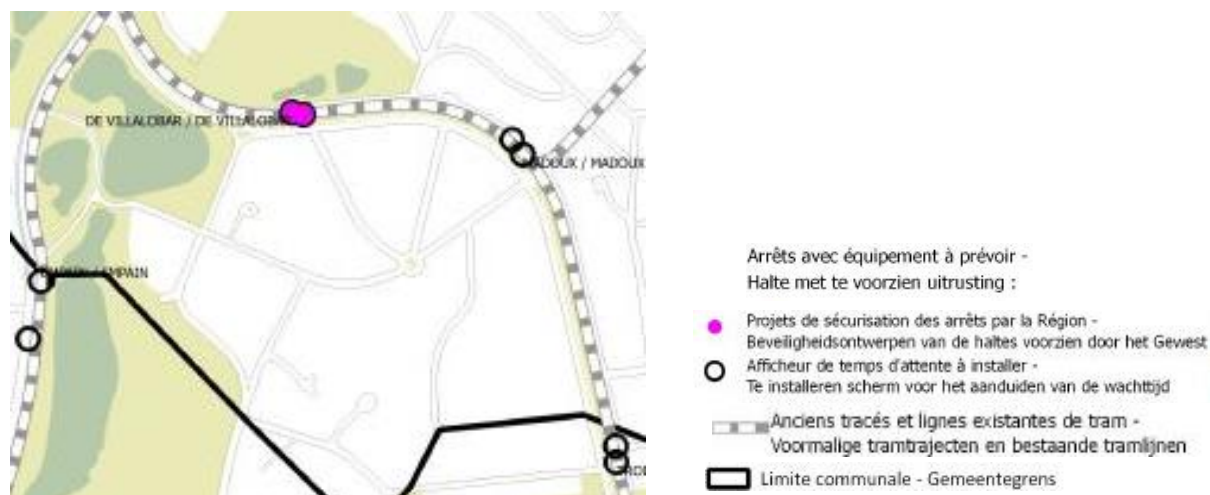 DE VILLALOBAR / DE VILLALOBAR
MADOUX / MADOUX
EMPAIN / EMPAIN
Arrêts avec équipement à prévoir -
Halte met te voorzien uitrusting :
Projets de sécurisation des arrêts par la Région -
Beveiligheidsontwerpen van de haltes voorzien door het Gewest
Afficheur de temps d'attente à installer -
Te installeren scherm voor het aanduiden van de wachttijd
Anciens tracés et lignes existantes de tram -
Voormalige tramtrajecten en bestaande tramlijnen
Limite communale - Gemeentegrens